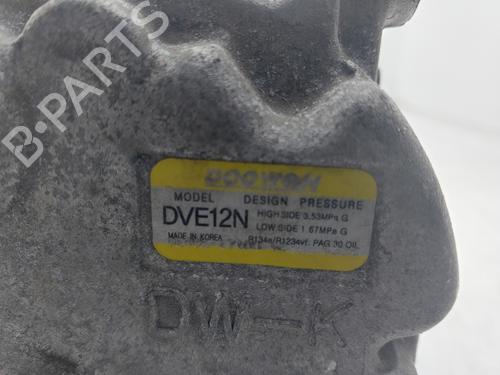 B-PARTS
DOOWON
MODEL DESIGN PRESSURE
DVE12N HIGH SIDE 3.53MPa G
LOW SIDE 1.67MPa G
MADE IN KOREA R134a/R1234yf. PAG 30 OIL
DW-K